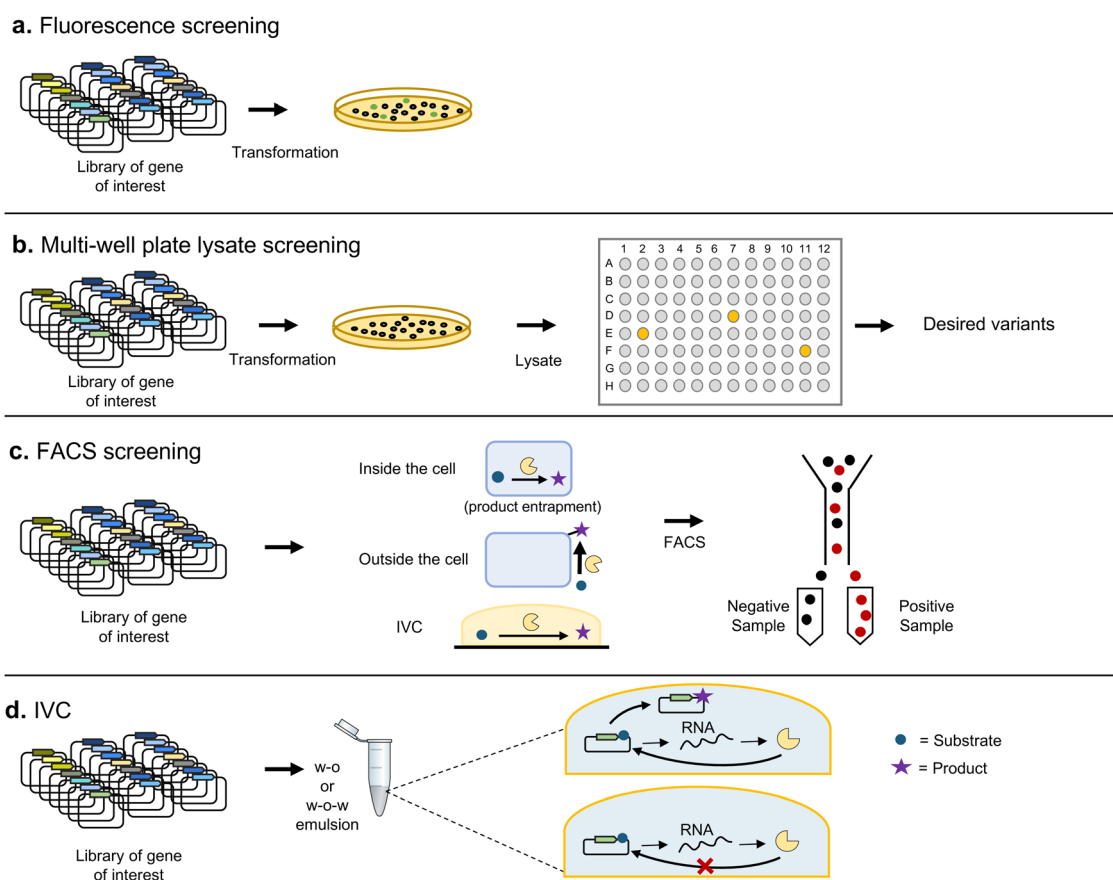 a. Fluorescence screening
Transformation
Library of gene
of interest
b. Multi-well plate lysate screening
1 2 3 4 5 6 7 8 9 10 11 12
A
B
C
D
E
F
G
H
Transformation
Lysate
Desired variants
Library of gene
of interest
c. FACS screening
Inside the cell
(product entrapment)
Outside the cell
IVC
FACS
Negative
Sample
Positive
Sample
Library of gene
of interest
d. IVC
w-o
or
w-o-w
emulsion
RNA
RNA
= Substrate
= Product
Library of gene
of interest